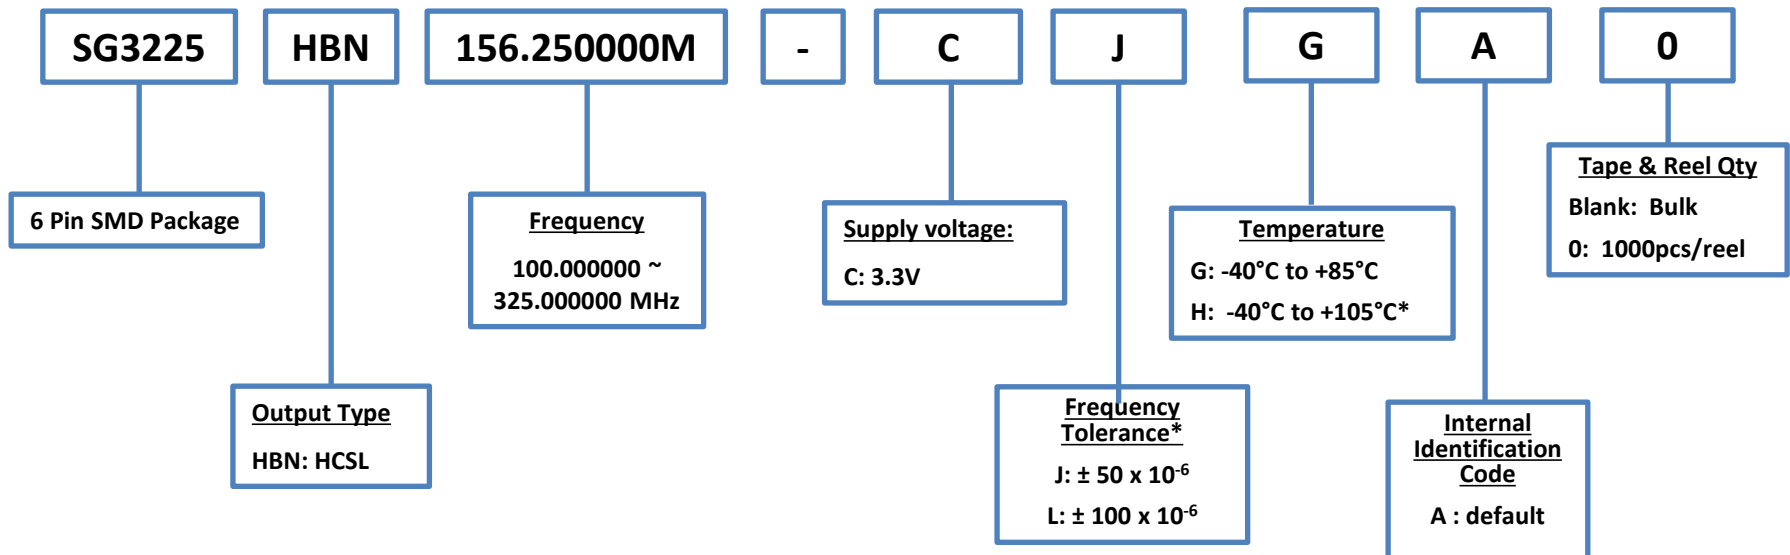 SG3225 HBN 156.250000M - C J G A 0
6 Pin SMD Package
Output Type
HBN: HCSL
Frequency
100.000000 ~
325.000000 MHz
Supply voltage:
C: 3.3V
Frequency
Tolerance*
J: ± 50 x 10⁻⁶
L: ± 100 x 10⁻⁶
Temperature
G: -40°C to +85°C
H: -40°C to +105°C*
Internal
Identification
Code
A : default
Tape & Reel Qty
Blank: Bulk
0: 1000pcs/reel